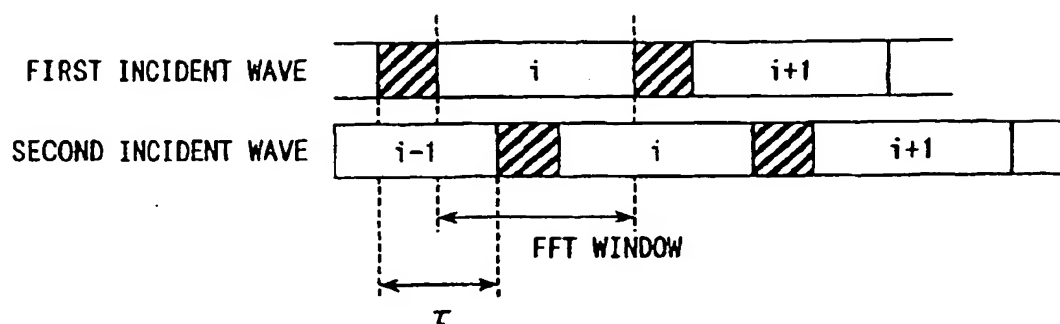 FIRST INCIDENT WAVE i i+1
SECOND INCIDENT WAVE i-1 i i+1
FFT WINDOW
τ